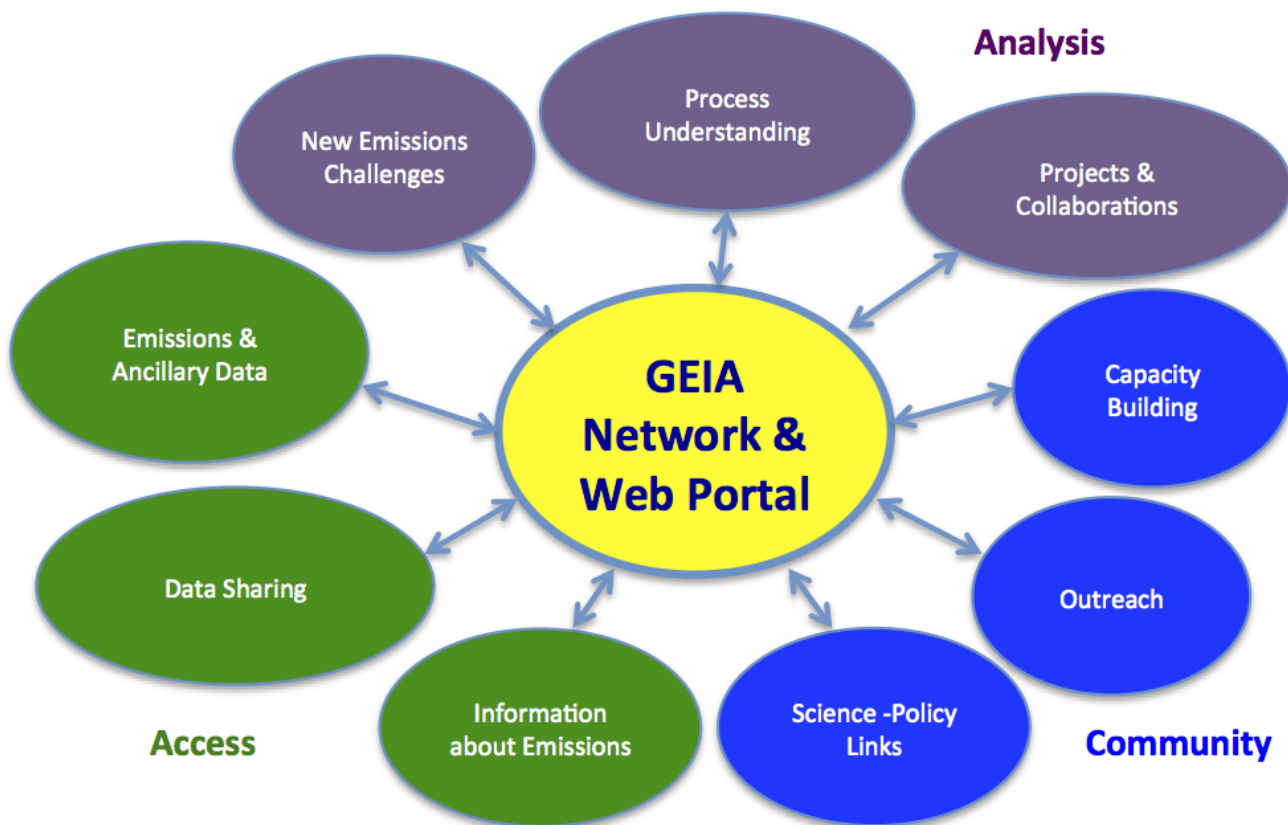 Analysis
Process
Understanding
New Emissions
Challenges
Projects &
Collaborations
Emissions &
Ancillary Data
GEIA
Network &
Web Portal
Capacity
Building
Data Sharing
Outreach
Information
about Emissions
Science -Policy
Links
Access
Community